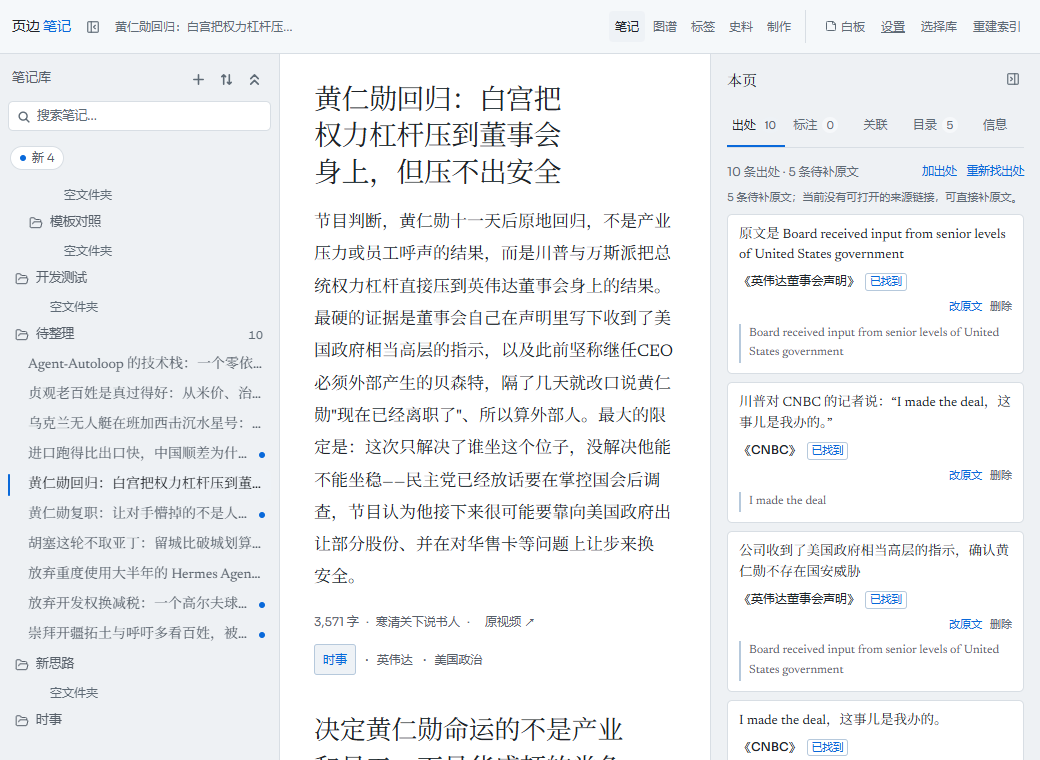 页边 笔记
黄仁勋回归：白宫把权力杠杆压...
笔记 图谱 标签 史料 制作
白板 设置 选择库 重建索引
笔记库
搜索笔记...
新 4
空文件夹
模板对照
空文件夹
开发测试
空文件夹
待整理 10
Agent-Autoloop 的技术栈：一个零依...
贞观老百姓是真过得好：从米价、治...
乌克兰无人艇在班加西击沉水星号：...
进口跑得比出口快，中国顺差为什...
黄仁勋回归：白宫把权力杠杆压到董...
黄仁勋复职：让对手懵掉的不是人...
胡塞这轮不取亚丁：留城比破城划算...
放弃重度使用大半年的 Hermes Agen...
放弃开发权换减税：一个高尔夫球...
崇拜开疆拓土与呼吁多看百姓，被...
新思路
空文件夹
时事
黄仁勋回归：白宫把
权力杠杆压到董事会
身上，但压不出安全
节目判断，黄仁勋十一天后原地回归，不是产业
压力或员工呼声的结果，而是川普与万斯派把总
统权力杠杆直接压到英伟达董事会身上的结果。
最硬的证据是董事会自己在声明里写下收到了美
国政府相当高层的指示，以及此前坚称继任CEO
必须外部产生的贝森特，隔了几天就改口说黄仁
勋"现在已经离职了"、所以算外部人。最大的限
定是：这次只解决了谁坐这个位子，没解决他能
不能坐稳——民主党已经放话要在掌控国会后调
查，节目认为他接下来很可能要靠向美国政府出
让部分股份、并在对华售卡等问题上让步来换
安全。
3,571 字 · 寒清关下说书人 · 原视频 ↗
时事 · 英伟达 · 美国政治
决定黄仁勋命运的不是产业
本页
出处 10 标注 0 关联 目录 5 信息
10 条出处 · 5 条待补原文 加出处 重新找出处
5 条待补原文；当前没有可打开的来源链接，可直接补原文。
原文是 Board received input from senior levels
of United States government
《英伟达董事会声明》 已找到
改原文 删除
Board received input from senior levels of United
States government
川普对 CNBC 的记者说：“I made the deal，这
事儿是我办的。”
《CNBC》 已找到
改原文 删除
I made the deal
公司收到了美国政府相当高层的指示，确认黄
仁勋不存在国安威胁
《英伟达董事会声明》 已找到
改原文 删除
Board received input from senior levels of United
States government
I made the deal，这事儿是我办的。
《CNBC》 已找到